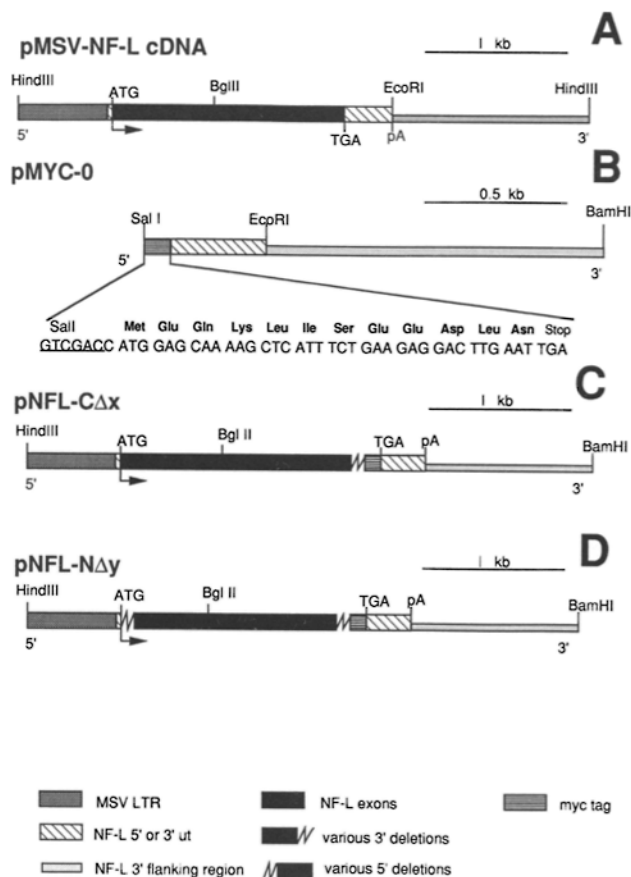 A
pMSV-NF-L cDNA
1 kb
HindIII
ATG
BglII
EcoRI
HindIII
5'
TGA
pA
3'
pMYC-0
B
0.5 kb
Sal I
EcoRI
BamHI
5'
3'
SalI Met Glu Gln Lys Leu Ile Ser Glu Glu Asp Leu Asn Stop
GTCGACC ATG GAG CAA AAG CTC ATT TCT GAA GAG GAC TTG AAT TGA
C
pNFL-CΔx
1 kb
HindIII
ATG
Bgl II
TGA
pA
BamHI
5'
3'
D
pNFL-NΔy
1 kb
HindIII
ATG
Bgl II
TGA
pA
BamHI
5'
3'
MSV LTR
NF-L exons
myc tag
NF-L 5' or 3' ut
various 3' deletions
NF-L 3' flanking region
various 5' deletions